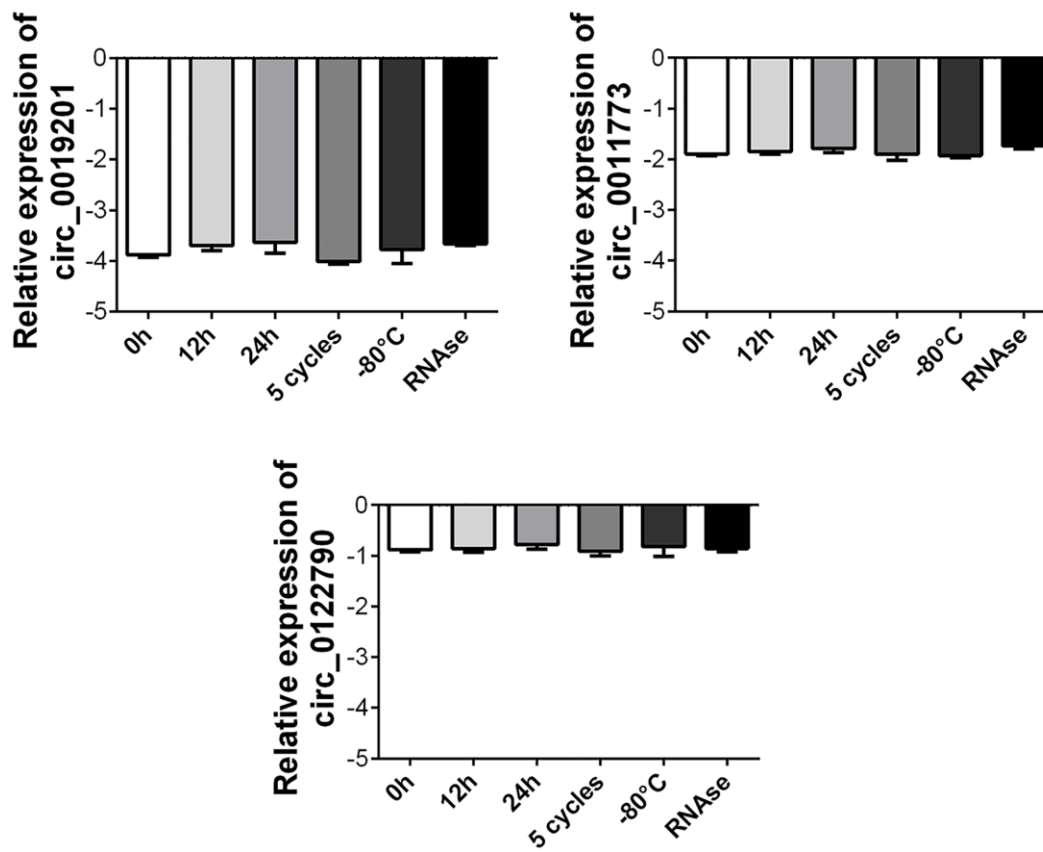 Relative expression of
circ_0019201
0
-1
-2
-3
-4
-5
0h
12h
24h
5 cycles
-80°C
RNAse
Relative expression of
circ_0011773
0
-1
-2
-3
-4
-5
0h
12h
24h
5 cycles
-80°C
RNAse
Relative expression of
circ_0122790
0
-1
-2
-3
-4
-5
0h
12h
24h
5 cycles
-80°C
RNAse